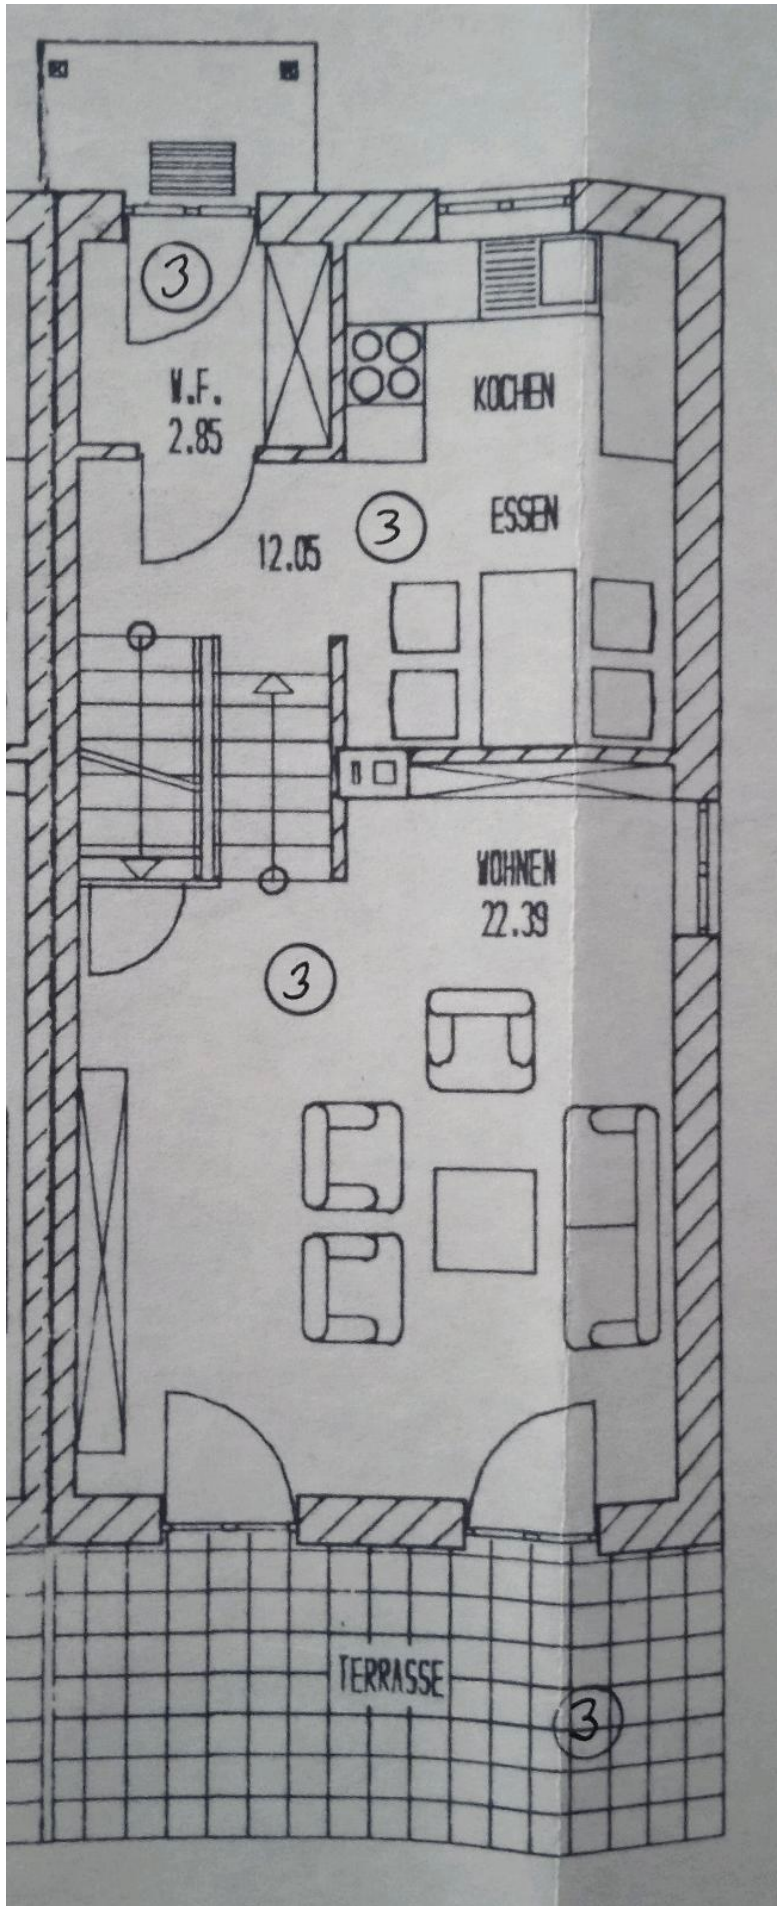 3
W.F.
2.85
KOCHEN
ESSEN
3
12.05
WOHNEN
22.39
3
TERRASSE
3